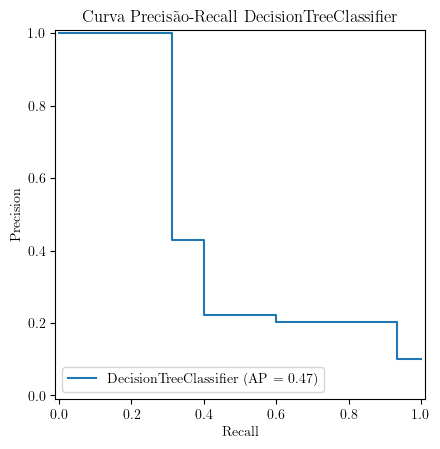 Curva Precisão-Recall DecisionTreeClassifier
1.0
0.8
0.6
0.4
0.2
0.0
Precision
DecisionTreeClassifier (AP = 0.47)
0.0 0.2 0.4 0.6 0.8 1.0
Recall